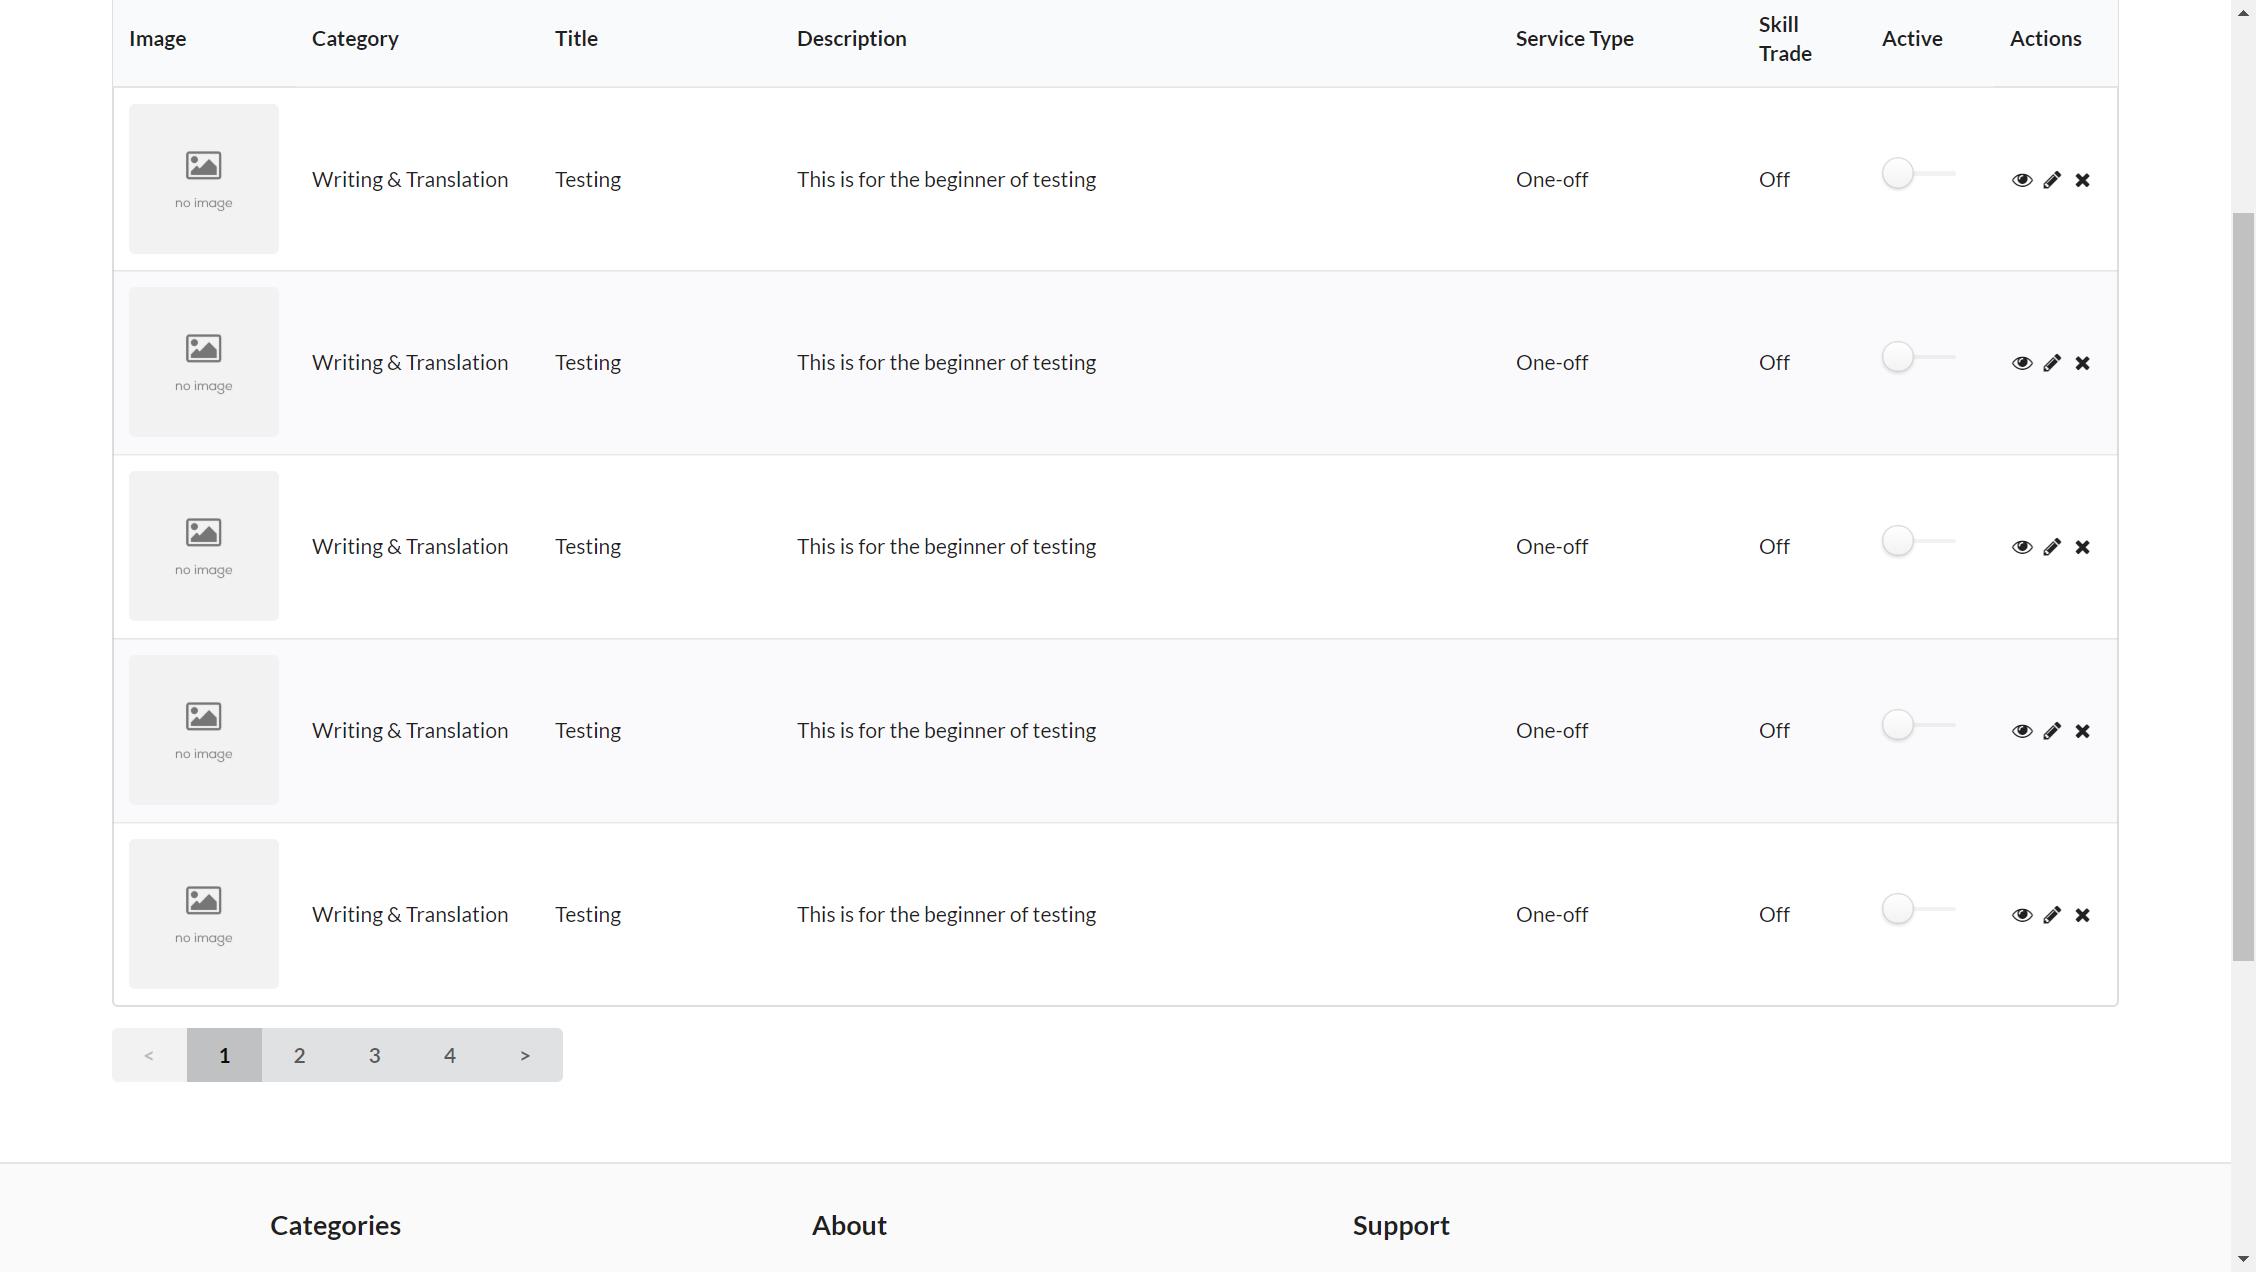 Image Category Title Description Service Type Skill Trade Active Actions
no image Writing & Translation Testing This is for the beginner of testing One-off Off
no image Writing & Translation Testing This is for the beginner of testing One-off Off
no image Writing & Translation Testing This is for the beginner of testing One-off Off
no image Writing & Translation Testing This is for the beginner of testing One-off Off
no image Writing & Translation Testing This is for the beginner of testing One-off Off
< 1 2 3 4 >
Categories About Support